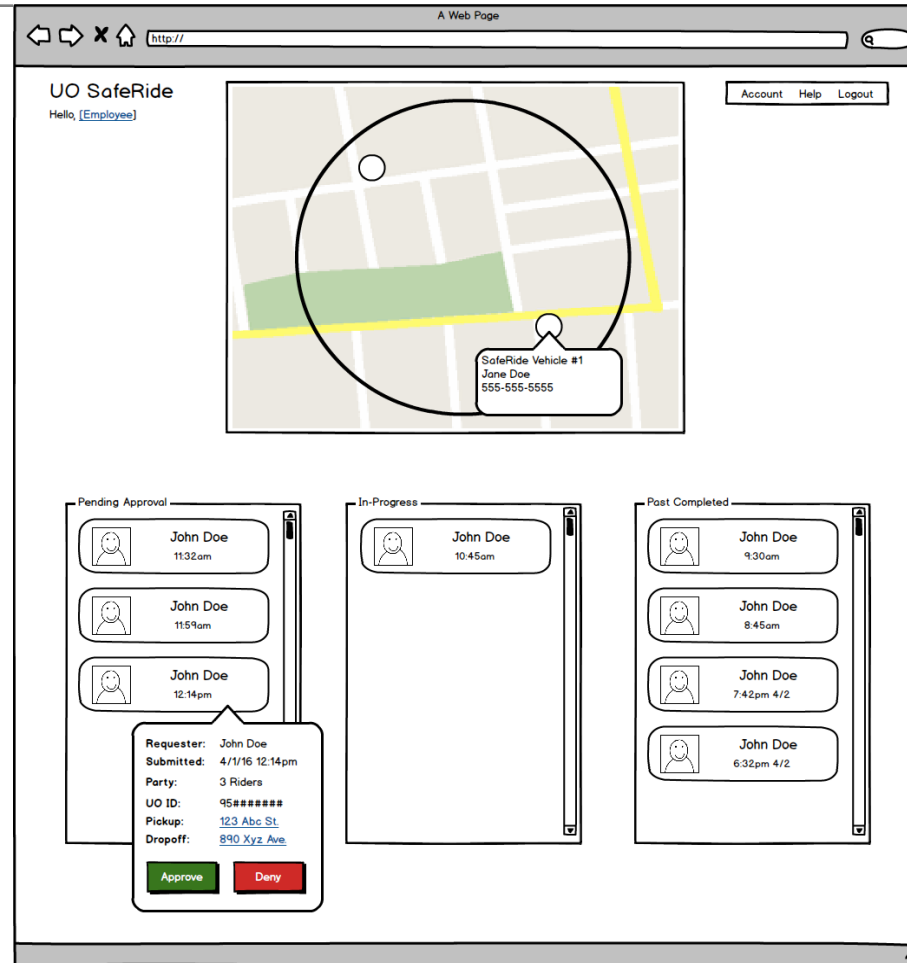 A Web Page
http://
UO SafeRide
Hello, [Employee]
Account Help Logout
SafeRide Vehicle #1
Jane Doe
555-555-5555
Pending Approval
John Doe
11:32am
John Doe
11:59am
John Doe
12:14pm
Requester: John Doe
Submitted: 4/1/16 12:14pm
Party: 3 Riders
UO ID: 95#######
Pickup: 123 Abc St.
Dropoff: 890 Xyz Ave.
Approve Deny
In-Progress
John Doe
10:45am
Past Completed
John Doe
9:30am
John Doe
8:45am
John Doe
7:42pm 4/2
John Doe
6:32pm 4/2